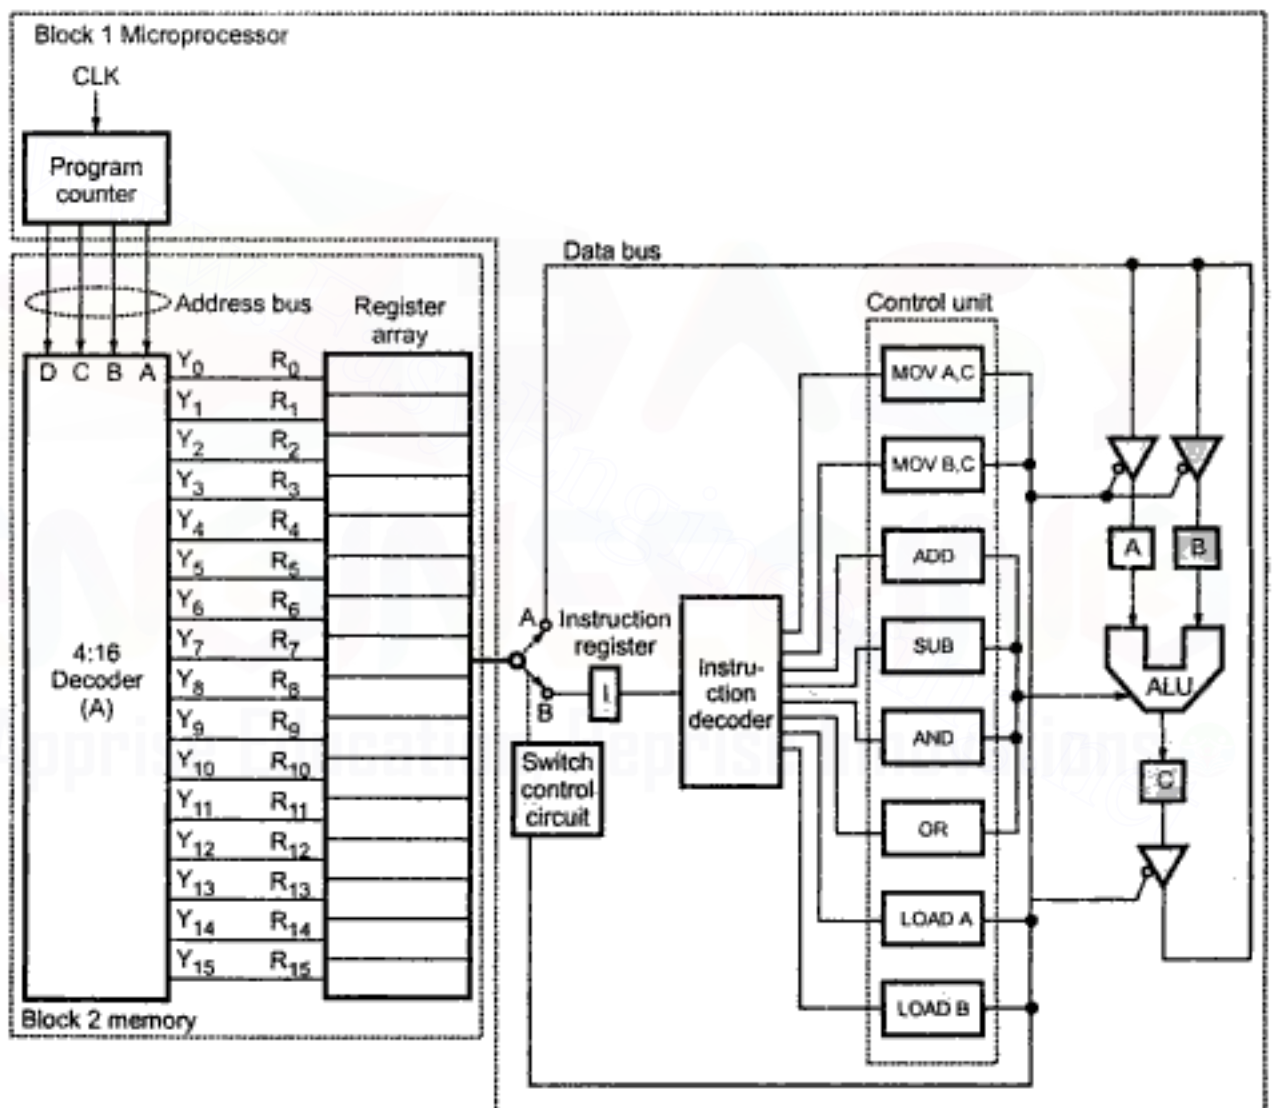 Block 1 Microprocessor
CLK
Program
counter
Address bus
Register
array
D C B A
Y0 R0
Y1 R1
Y2 R2
Y3 R3
Y4 R4
Y5 R5
Y6 R6
Y7 R7
Y8 R8
Y9 R9
Y10 R10
Y11 R11
Y12 R12
Y13 R13
Y14 R14
Y15 R15
4:16
Decoder
(A)
Block 2 memory
Data bus
A
B
Instruction
register
I
Switch
control
circuit
instru-
ction
decoder
Control unit
MOV A,C
MOV B,C
ADD
SUB
AND
OR
LOAD A
LOAD B
A
B
ALU
C